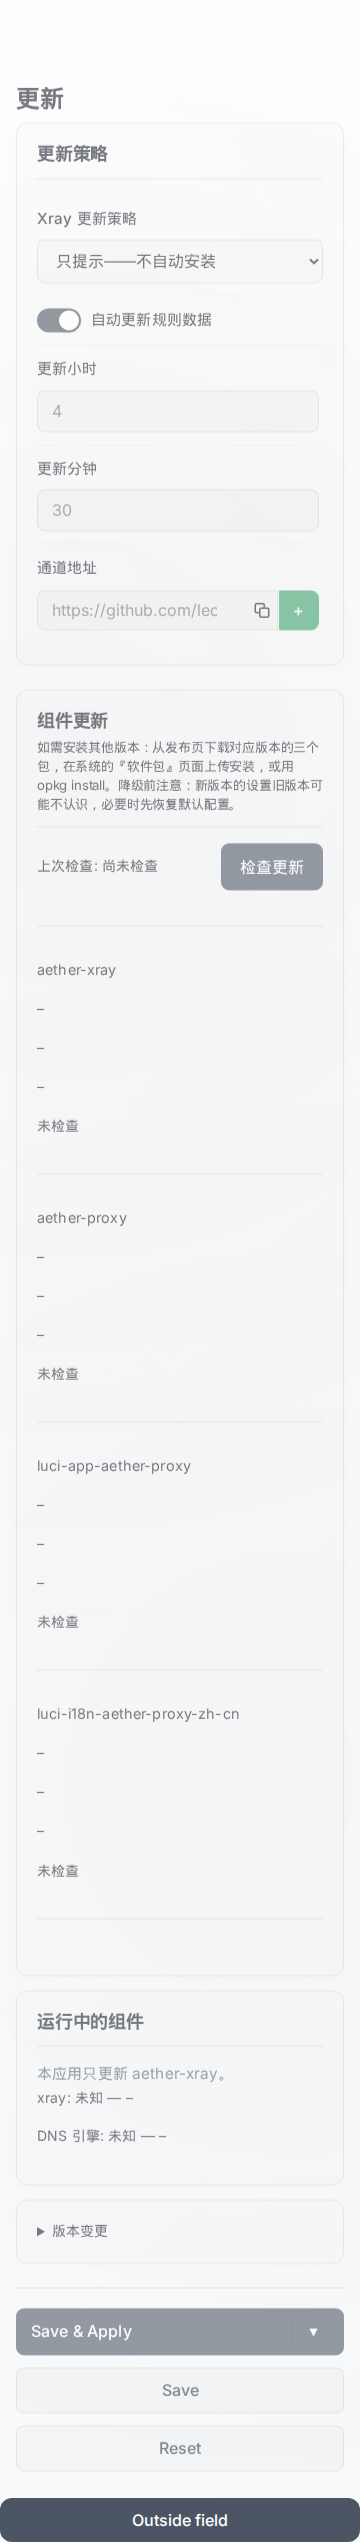 更新
更新策略
Xray 更新策略
只提示——不自动安装
自动更新规则数据
更新小时
4
更新分钟
30
通道地址
https://github.com/lec
+
组件更新
如需安装其他版本：从发布页下载对应版本的三个
包，在系统的『软件包』页面上传安装，或用
opkg install。降级前注意：新版本的设置旧版本可
能不认识，必要时先恢复默认配置。
上次检查: 尚未检查
检查更新
aether-xray
–
–
–
未检查
aether-proxy
–
–
–
未检查
luci-app-aether-proxy
–
–
–
未检查
luci-i18n-aether-proxy-zh-cn
–
–
–
未检查
运行中的组件
本应用只更新 aether-xray。
xray: 未知 — –
DNS 引擎: 未知 — –
版本变更
Save & Apply
Save
Reset
Outside field